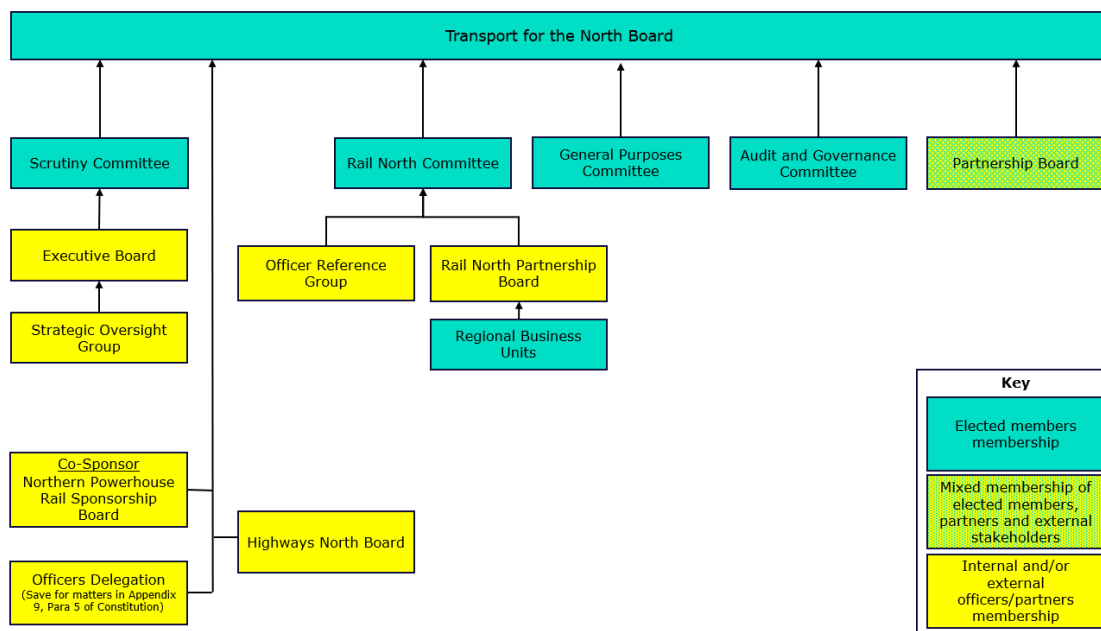 Transport for the North Board
Scrutiny Committee
Rail North Committee
General Purposes
Committee
Audit and Governance
Committee
Partnership Board
Executive Board
Officer Reference
Group
Rail North Partnership
Board
Strategic Oversight
Group
Regional Business
Units
Co-Sponsor
Northern Powerhouse
Rail Sponsorship
Board
Highways North Board
Officers Delegation
(Save for matters in Appendix
9, Para 5 of Constitution)
Key
Elected members
membership
Mixed membership of
elected members,
partners and external
stakeholders
Internal and/or
external
officers/partners
membership